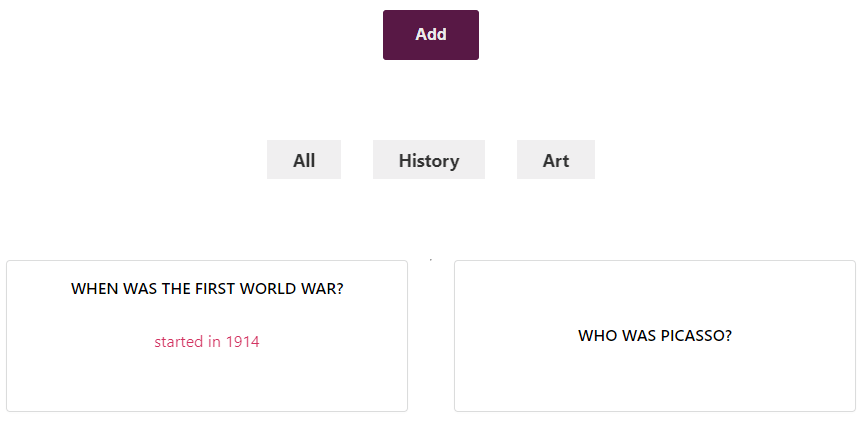 Add
All
History
Art
WHEN WAS THE FIRST WORLD WAR?
started in 1914
WHO WAS PICASSO?